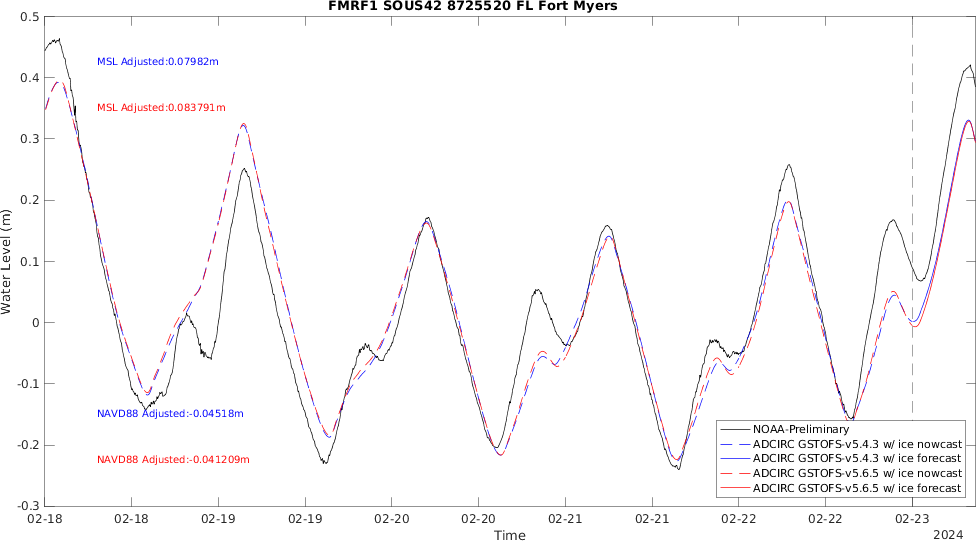 FMRF1 SOUS42 8725520 FL Fort Myers
0.5
0.4
0.3
0.2
0.1
0
-0.1
-0.2
-0.3
Water Level (m)
MSL Adjusted:0.07982m
MSL Adjusted:0.083791m
NAVD88 Adjusted:-0.04518m
NAVD88 Adjusted:-0.041209m
NOAA-Preliminary
ADCIRC GSTOFS-v5.4.3 w/ ice nowcast
ADCIRC GSTOFS-v5.4.3 w/ ice forecast
ADCIRC GSTOFS-v5.6.5 w/ ice nowcast
ADCIRC GSTOFS-v5.6.5 w/ ice forecast
02-18 02-18 02-19 02-19 02-20 02-20 02-21 02-21 02-22 02-22 02-23
Time
2024